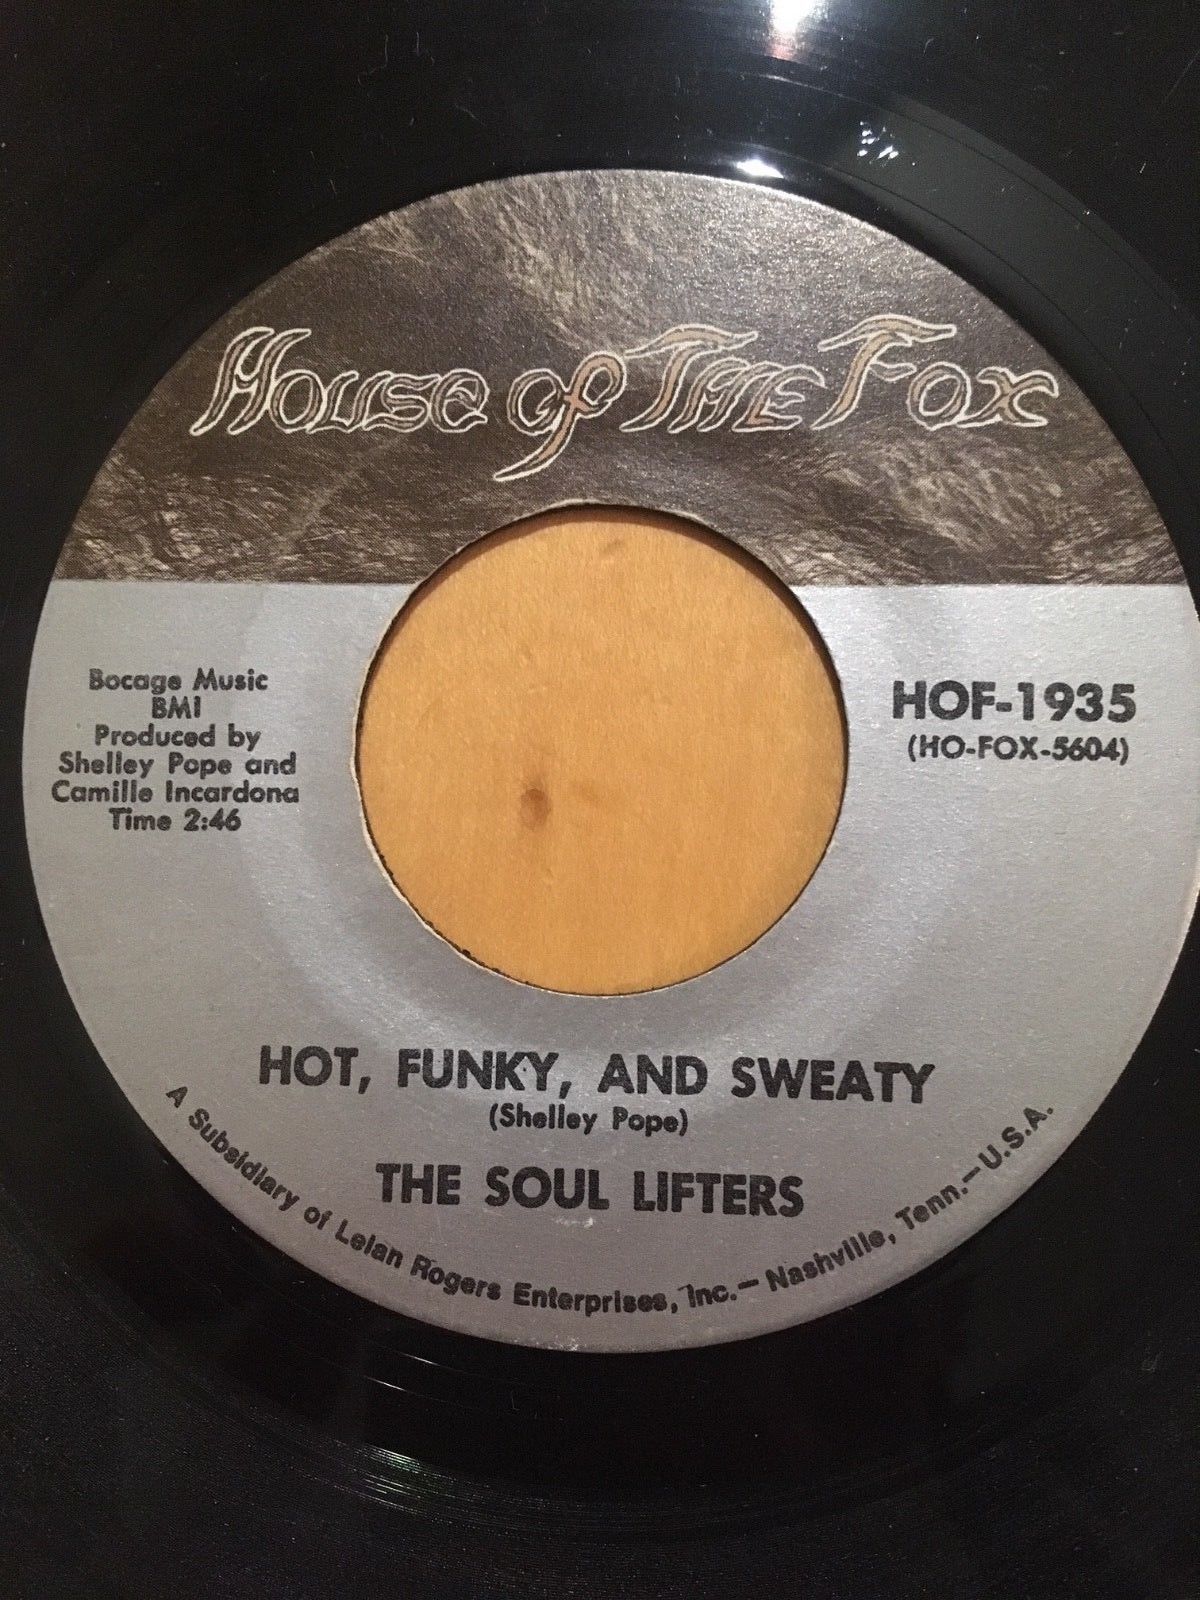 House of The Fox
Bocage Music
BMI
Produced by
Shelley Pope and
Camille Incardona
Time 2:46
HOF-1935
(HO-FOX-5604)
HOT, FUNKY, AND SWEATY
(Shelley Pope)
THE SOUL LIFTERS
A Subsidiary of Lelan Rogers Enterprises, Inc.—Nashville, Tenn.—U.S.A.